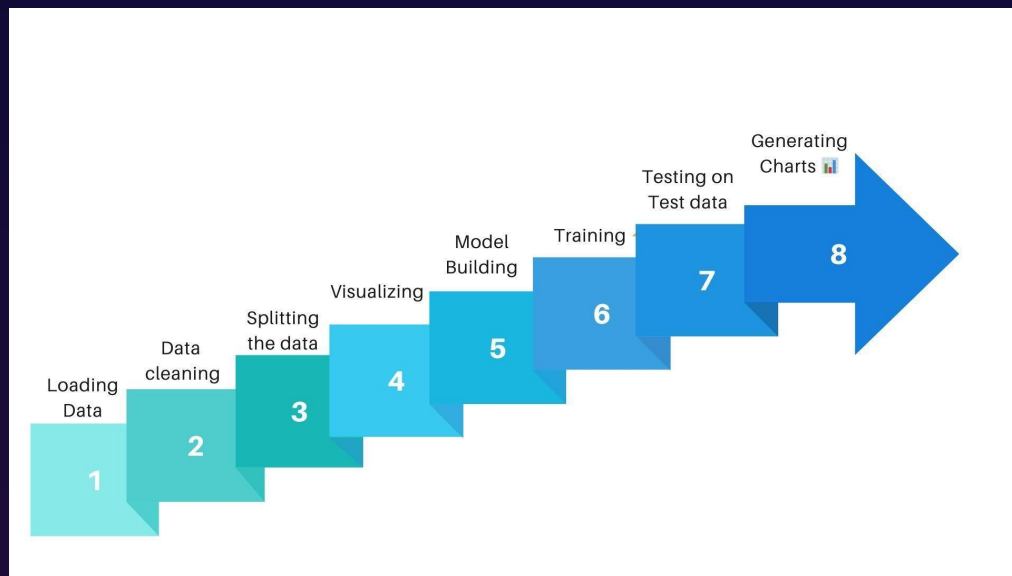 Loading
Data
1
Data
cleaning
2
Splitting
the data
3
Visualizing
4
Model
Building
5
Training
6
Testing on
Test data
7
Generating
Charts 📊
8